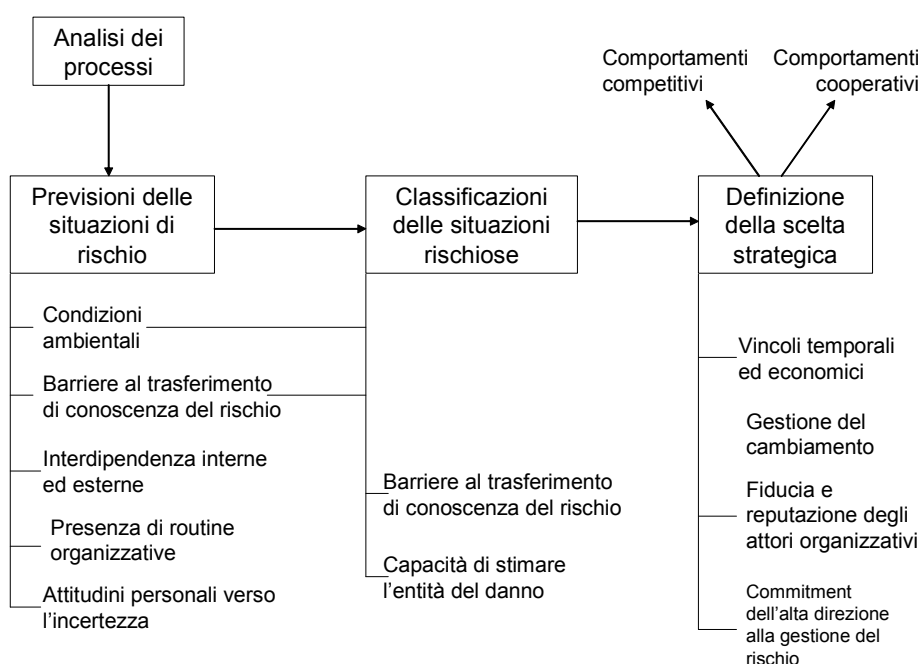 Analisi dei
processi
Comportamenti
competitivi
Comportamenti
cooperativi
Previsioni delle
situazioni di
rischio
Classificazioni
delle situazioni
rischiose
Definizione
della scelta
strategica
Condizioni
ambientali
Barriere al trasferimento
di conoscenza del rischio
Interdipendenza interne
ed esterne
Presenza di routine
organizzative
Attitudini personali verso
l'incertezza
Barriere al trasferimento
di conoscenza del rischio
Capacità di stimare
l'entità del danno
Vincoli temporali
ed economici
Gestione del
cambiamento
Fiducia e
reputazione degli
attori organizzativi
Commitment
dell'alta direzione
alla gestione del
rischio